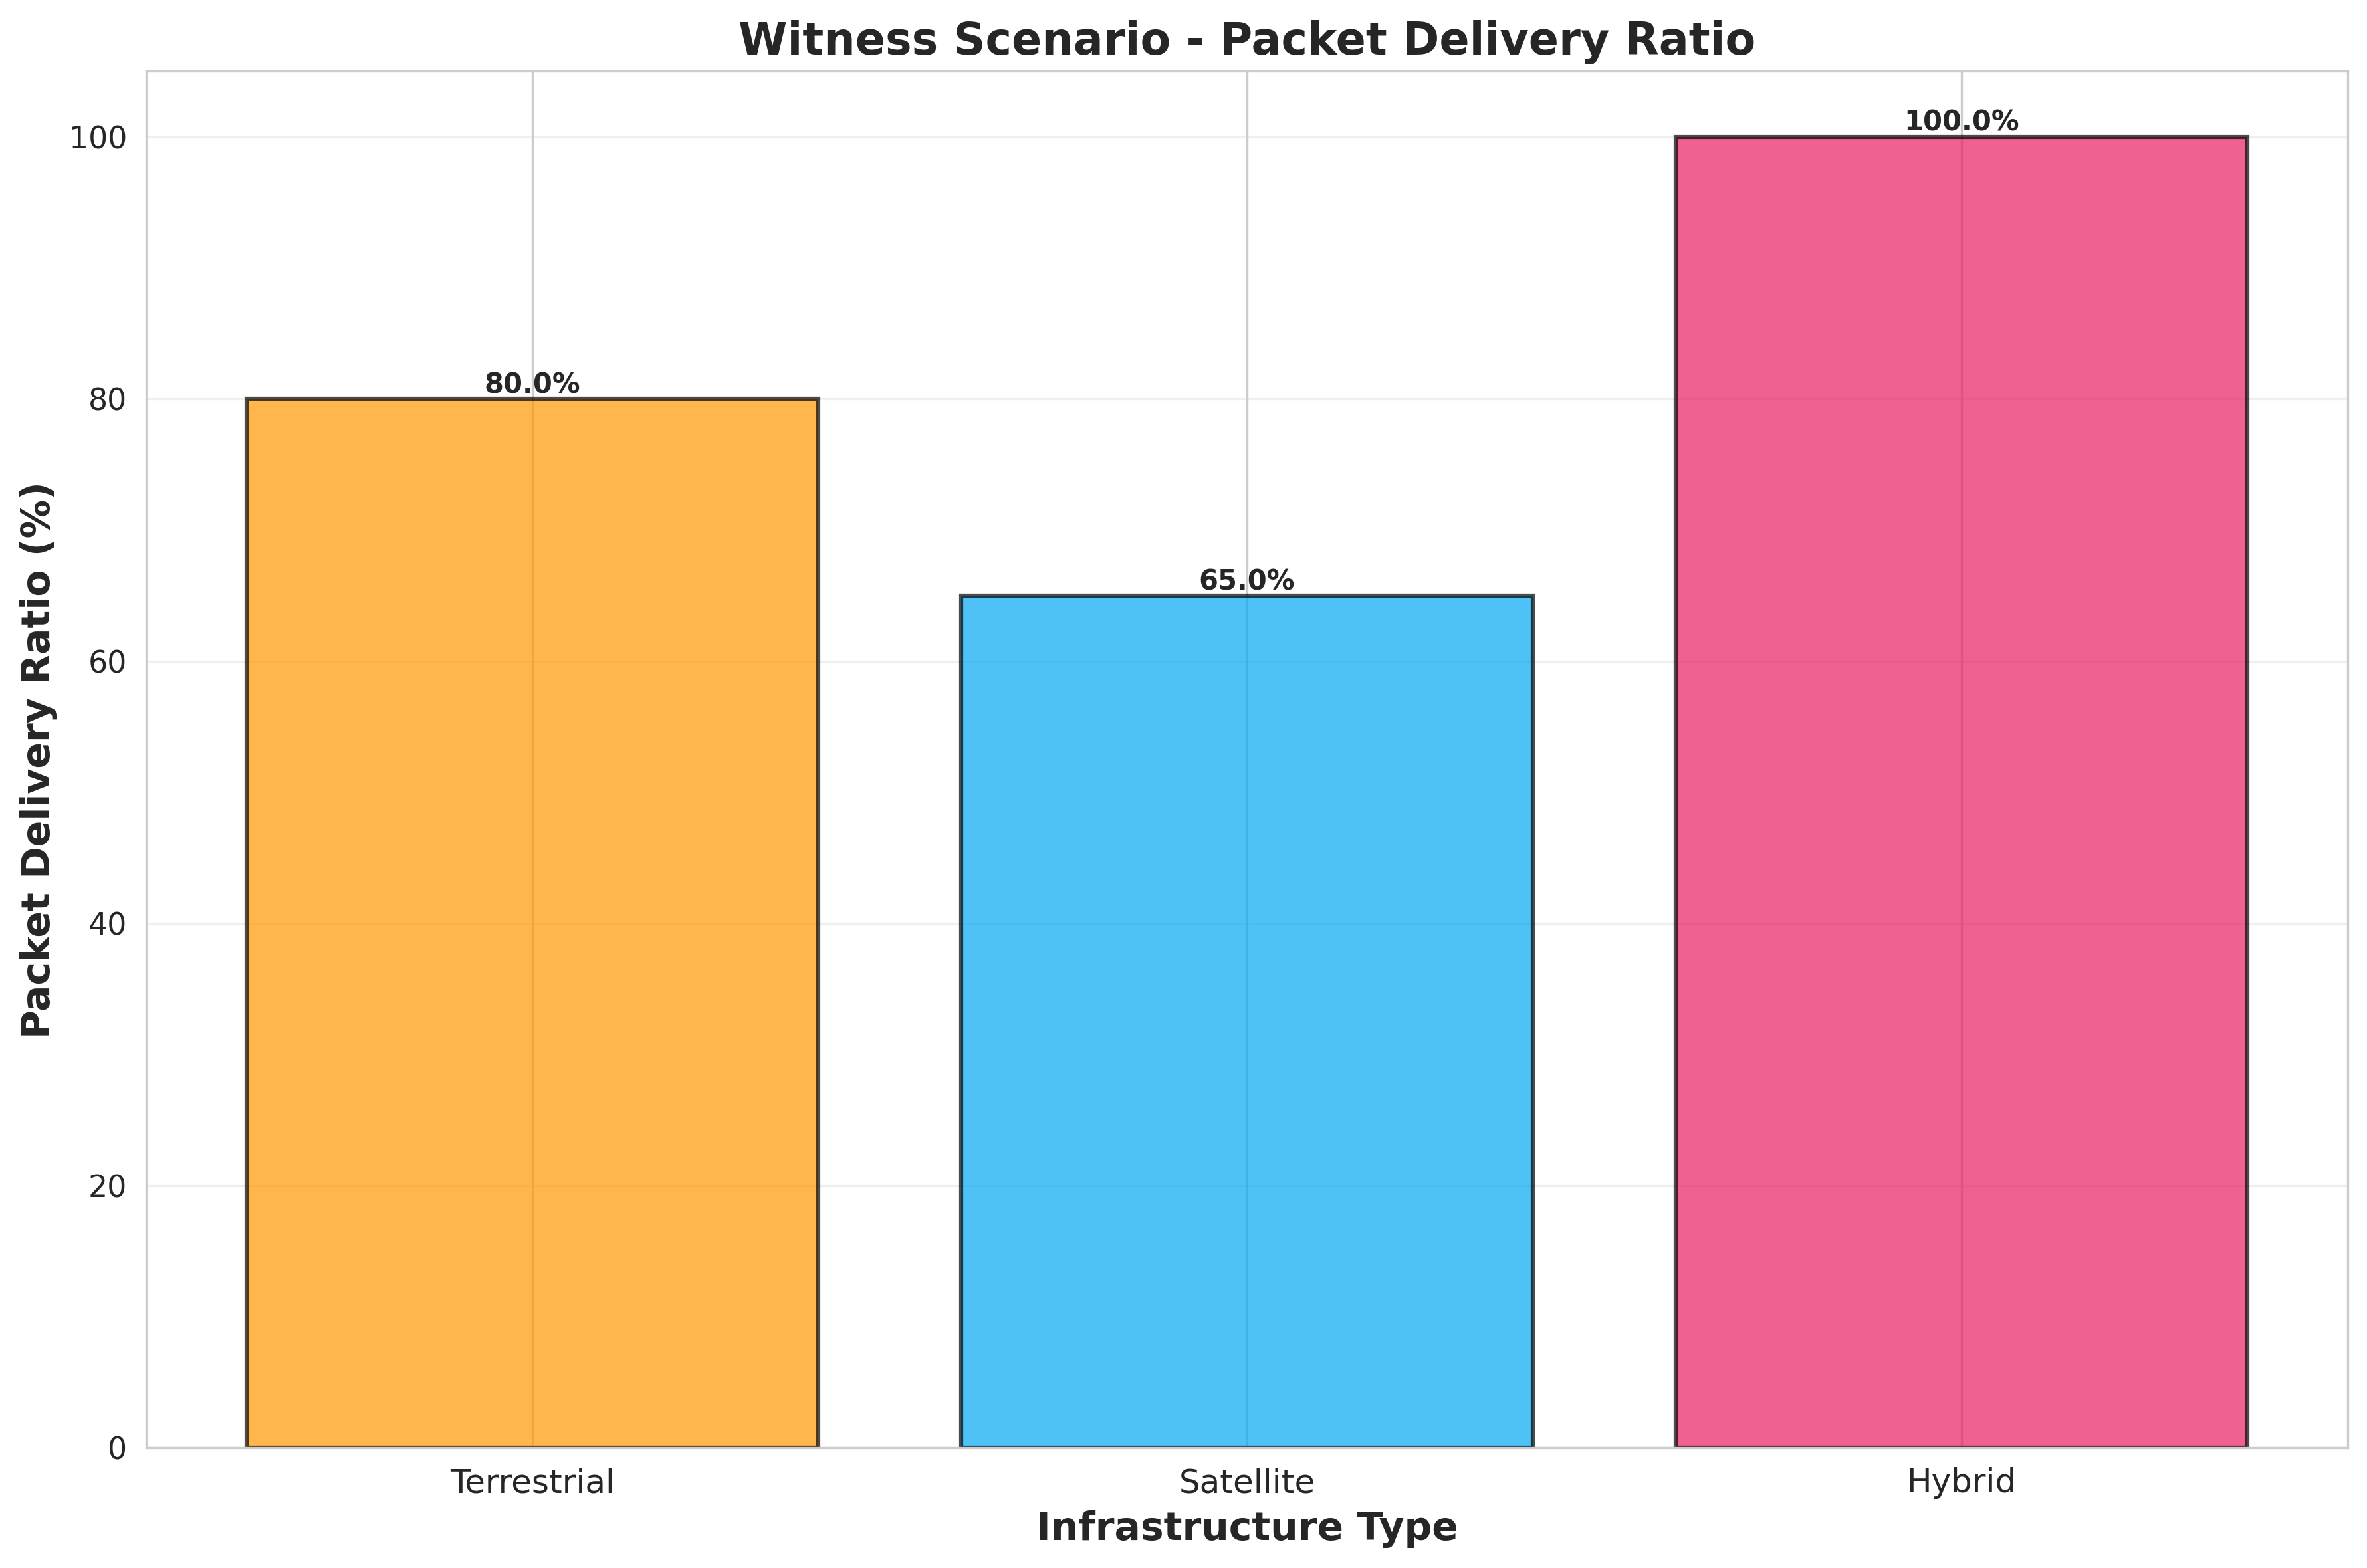 Witness Scenario - Packet Delivery Ratio
Packet Delivery Ratio (%)
100
80
60
40
20
0
80.0%
65.0%
100.0%
Terrestrial
Satellite
Hybrid
Infrastructure Type